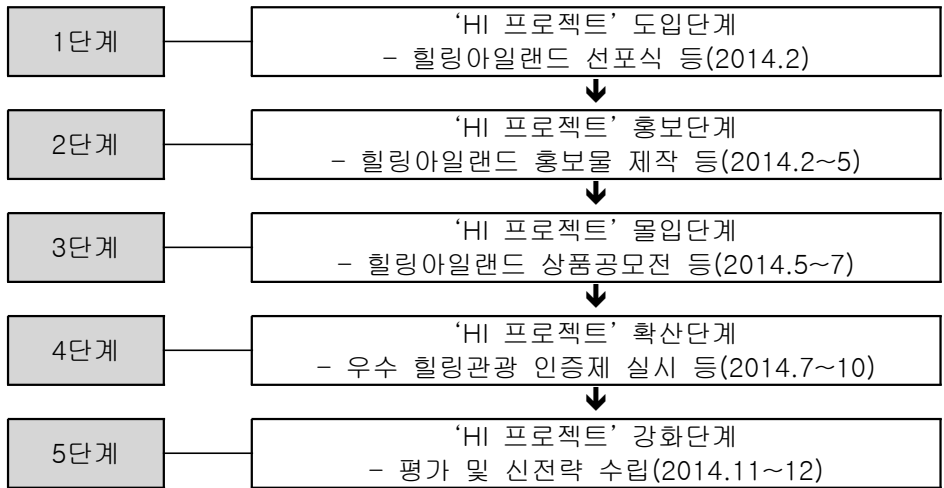 1단계
‘HI 프로젝트’ 도입단계
- 힐링아일랜드 선포식 등(2014.2)
2단계
‘HI 프로젝트’ 홍보단계
- 힐링아일랜드 홍보물 제작 등(2014.2~5)
3단계
‘HI 프로젝트’ 몰입단계
- 힐링아일랜드 상품공모전 등(2014.5~7)
4단계
‘HI 프로젝트’ 확산단계
- 우수 힐링관광 인증제 실시 등(2014.7~10)
5단계
‘HI 프로젝트’ 강화단계
- 평가 및 신전략 수립(2014.11~12)